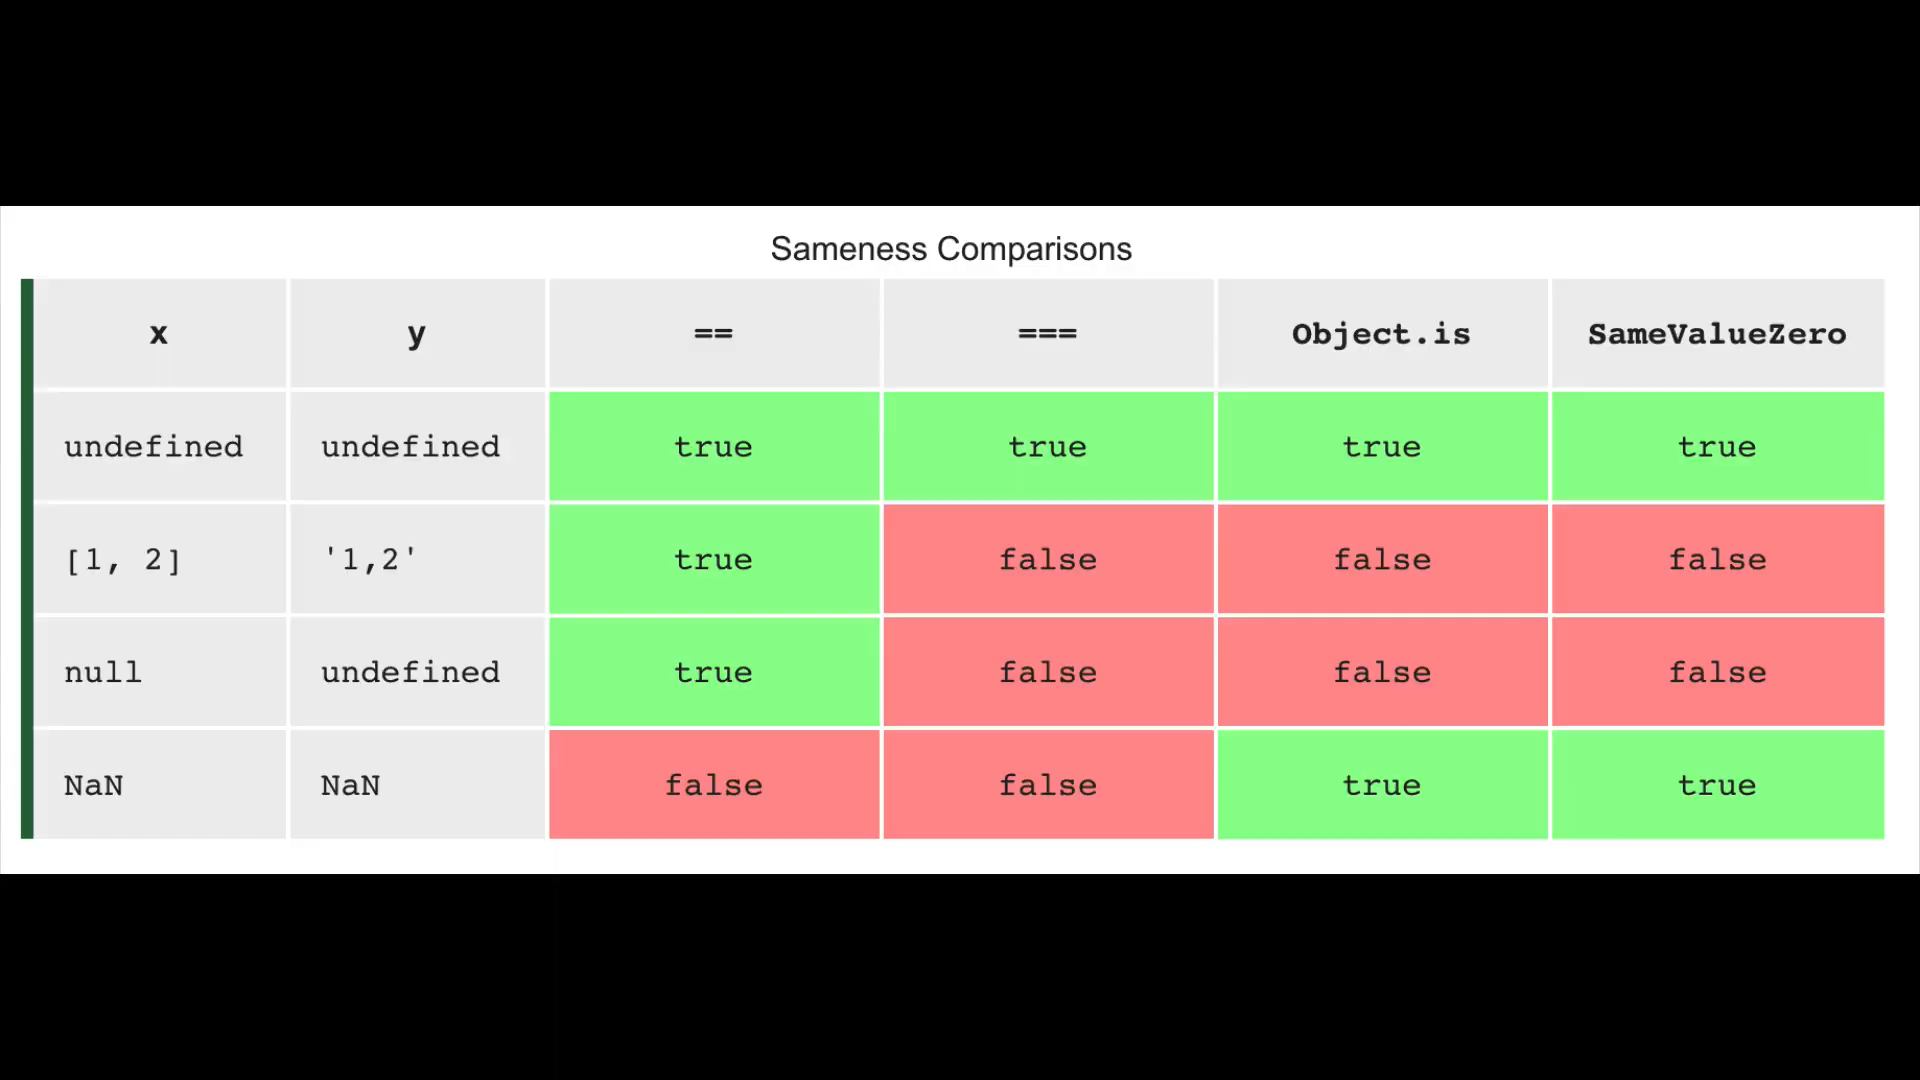 Sameness Comparisons
x y == === Object.is SameValueZero
undefined undefined true true true true
[1, 2] '1,2' true false false false
null undefined true false false false
NaN NaN false false true true